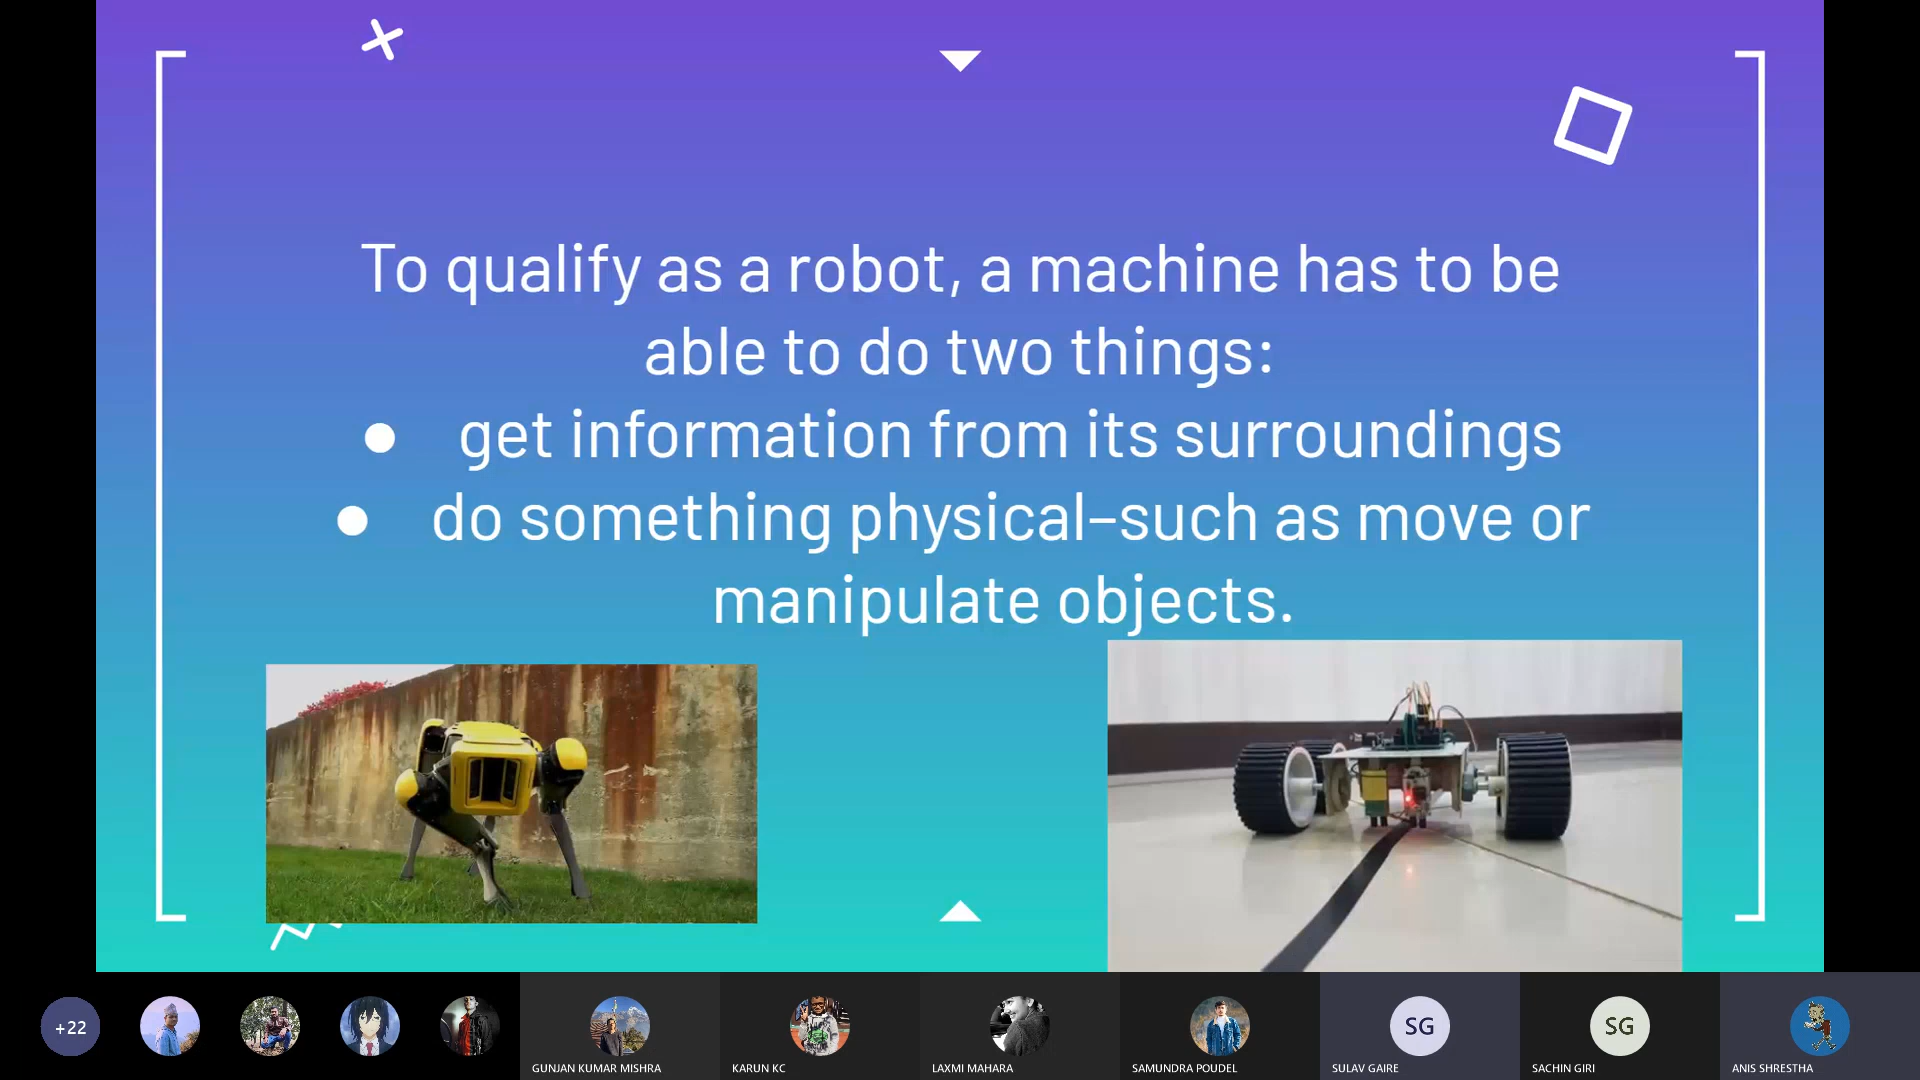 To qualify as a robot, a machine has to be
able to do two things:
● get information from its surroundings
● do something physical–such as move or
manipulate objects.
+22
GUNJAN KUMAR MISHRA
KARUN KC
LAXMI MAHARA
SAMUNDRA POUDEL
SG
SULAV GAIRE
SG
SACHIN GIRI
ANIS SHRESTHA